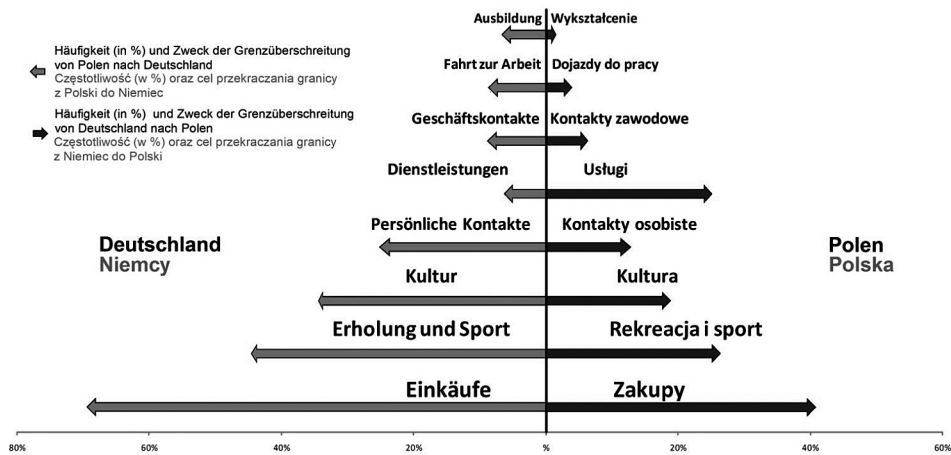 Ausbildung Wykształcenie
Häufigkeit (in %) und Zweck der Grenzüberschreitung
von Polen nach Deutschland
Częstotliwość (w %) oraz cel przekraczania granicy
z Polski do Niemiec
Fahrt zur Arbeit Dojazdy do pracy
Häufigkeit (in %) und Zweck der Grenzüberschreitung
von Deutschland nach Polen
Częstotliwość (w %) oraz cel przekraczania granicy
z Niemiec do Polski
Geschäftskontakte Kontakty zawodowe
Dienstleistungen Usługi
Persönliche Kontakte Kontakty osobiste
Deutschland
Niemcy
Polen
Polska
Kultur Kultura
Erholung und Sport Rekreacja i sport
Einkäufe Zakupy
80% 60% 40% 20% % 20% 40% 60%